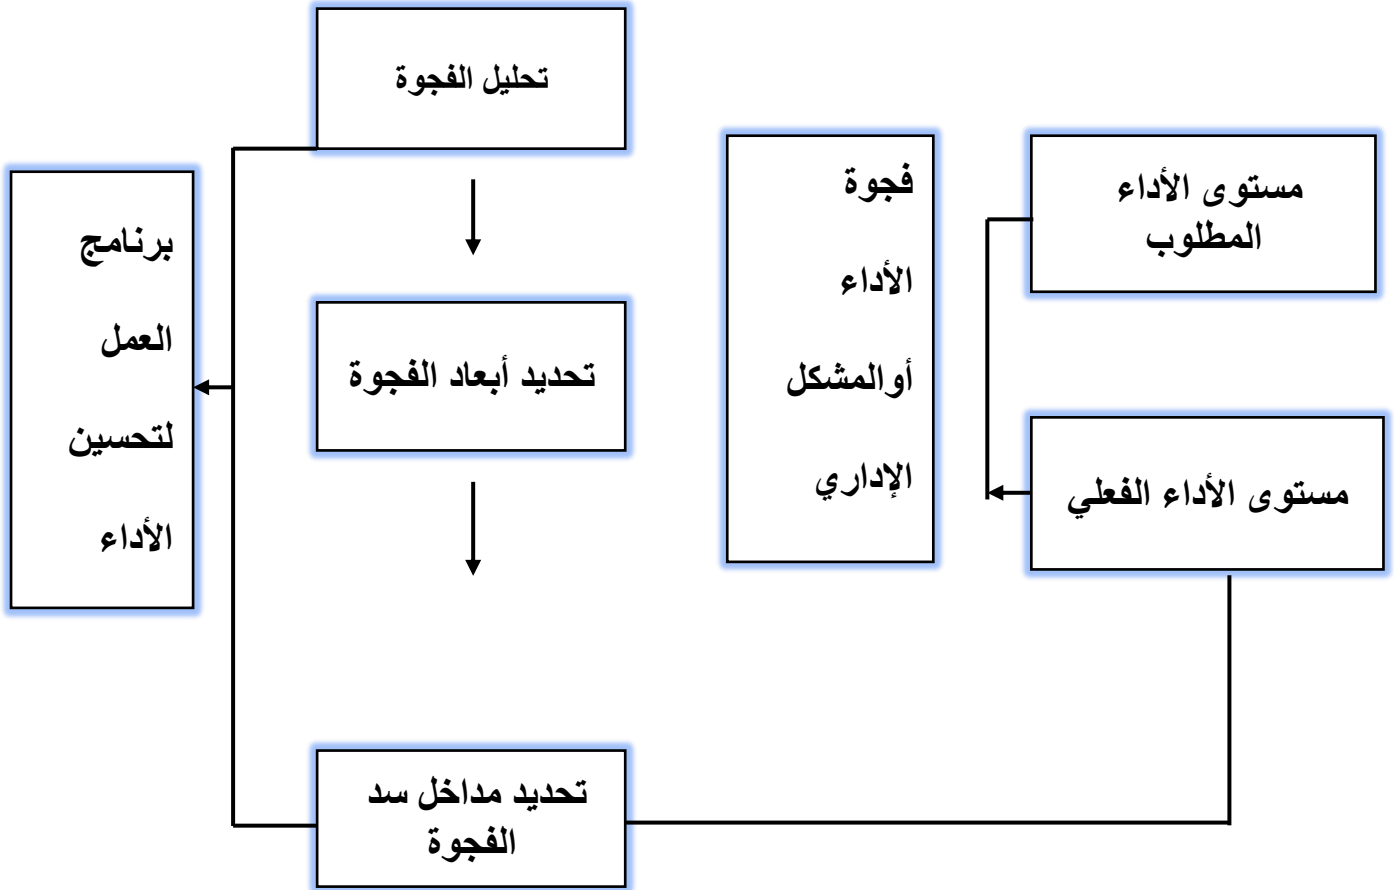 مستوى الأداء
المطلوب
مستوى الأداء الفعلي
فجوة
الأداء
أوالمشكل
الإداري
تحليل الفجوة
تحديد أبعاد الفجوة
تحديد مداخل سد
الفجوة
برنامج
العمل
لتحسين
الأداء